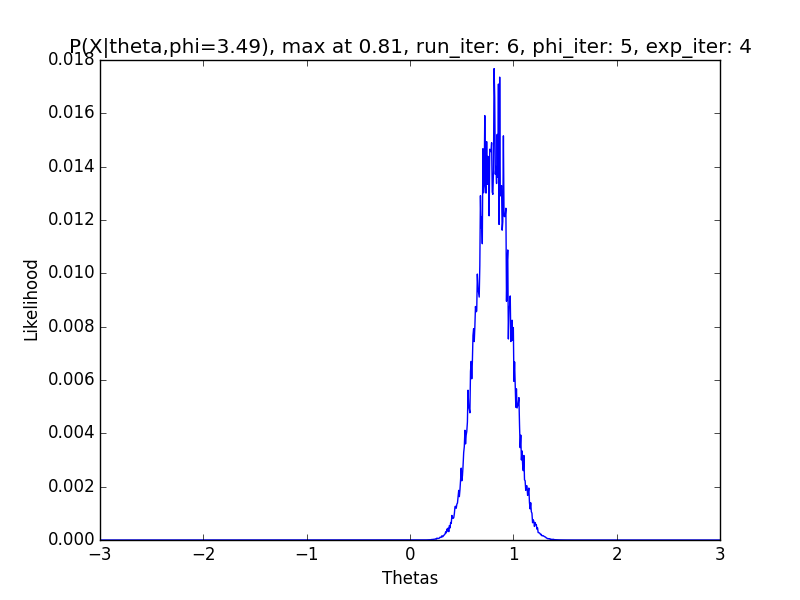 P(X|theta,phi=3.49), max at 0.81, run_iter: 6, phi_iter: 5, exp_iter: 4
0.018
0.016
0.014
0.012
0.010
0.008
0.006
0.004
0.002
0.000
Likelihood
−3 −2 −1 0 1 2 3
Thetas